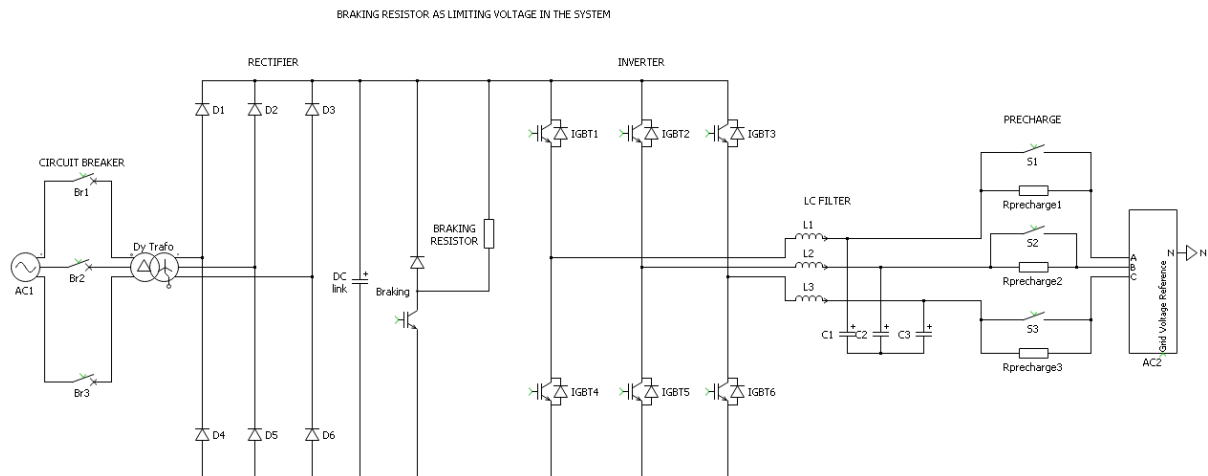 BRAKING RESISTOR AS LIMITING VOLTAGE IN THE SYSTEM
RECTIFIER
INVERTER
D1
D2
D3
IGBT1
IGBT2
IGBT3
PRECHARGE
CIRCUIT BREAKER
Br1
S1
Rprecharge1
LC FILTER
BRAKING
RESISTOR
L1
S2
Dy Trafo
AC1
Br2
L2
Rprecharge2
A
B
C
N
N
DC
link
Braking
L3
S3
C1
C2
C3
Grid Voltage Reference
Rprecharge3
AC2
Br3
IGBT4
IGBT5
IGBT6
D4
D5
D6